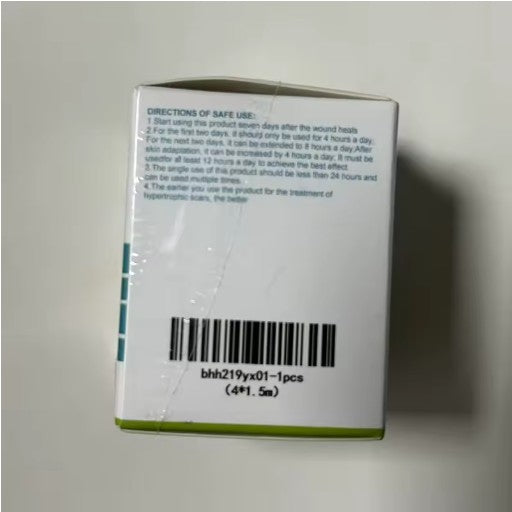 DIRECTIONS OF SAFE USE:
1.Start using this product seven days after the wound heals
2.For the first two days, it should only be used for 4 hours a day,
For the next two days, it can be extended to 8 hours a day,After
skin adaptation, it can be increased by 4 hours a day; It must be
usedfor all least 12 hours a day to achieve the best effect
3.The single use of this product should be less than 24 hours and
can be used multiple times.
4.The earlier you use the product for the treatment of
hypertrophic scars, the better
bhh219yx01-1pcs
(4*1.5m)